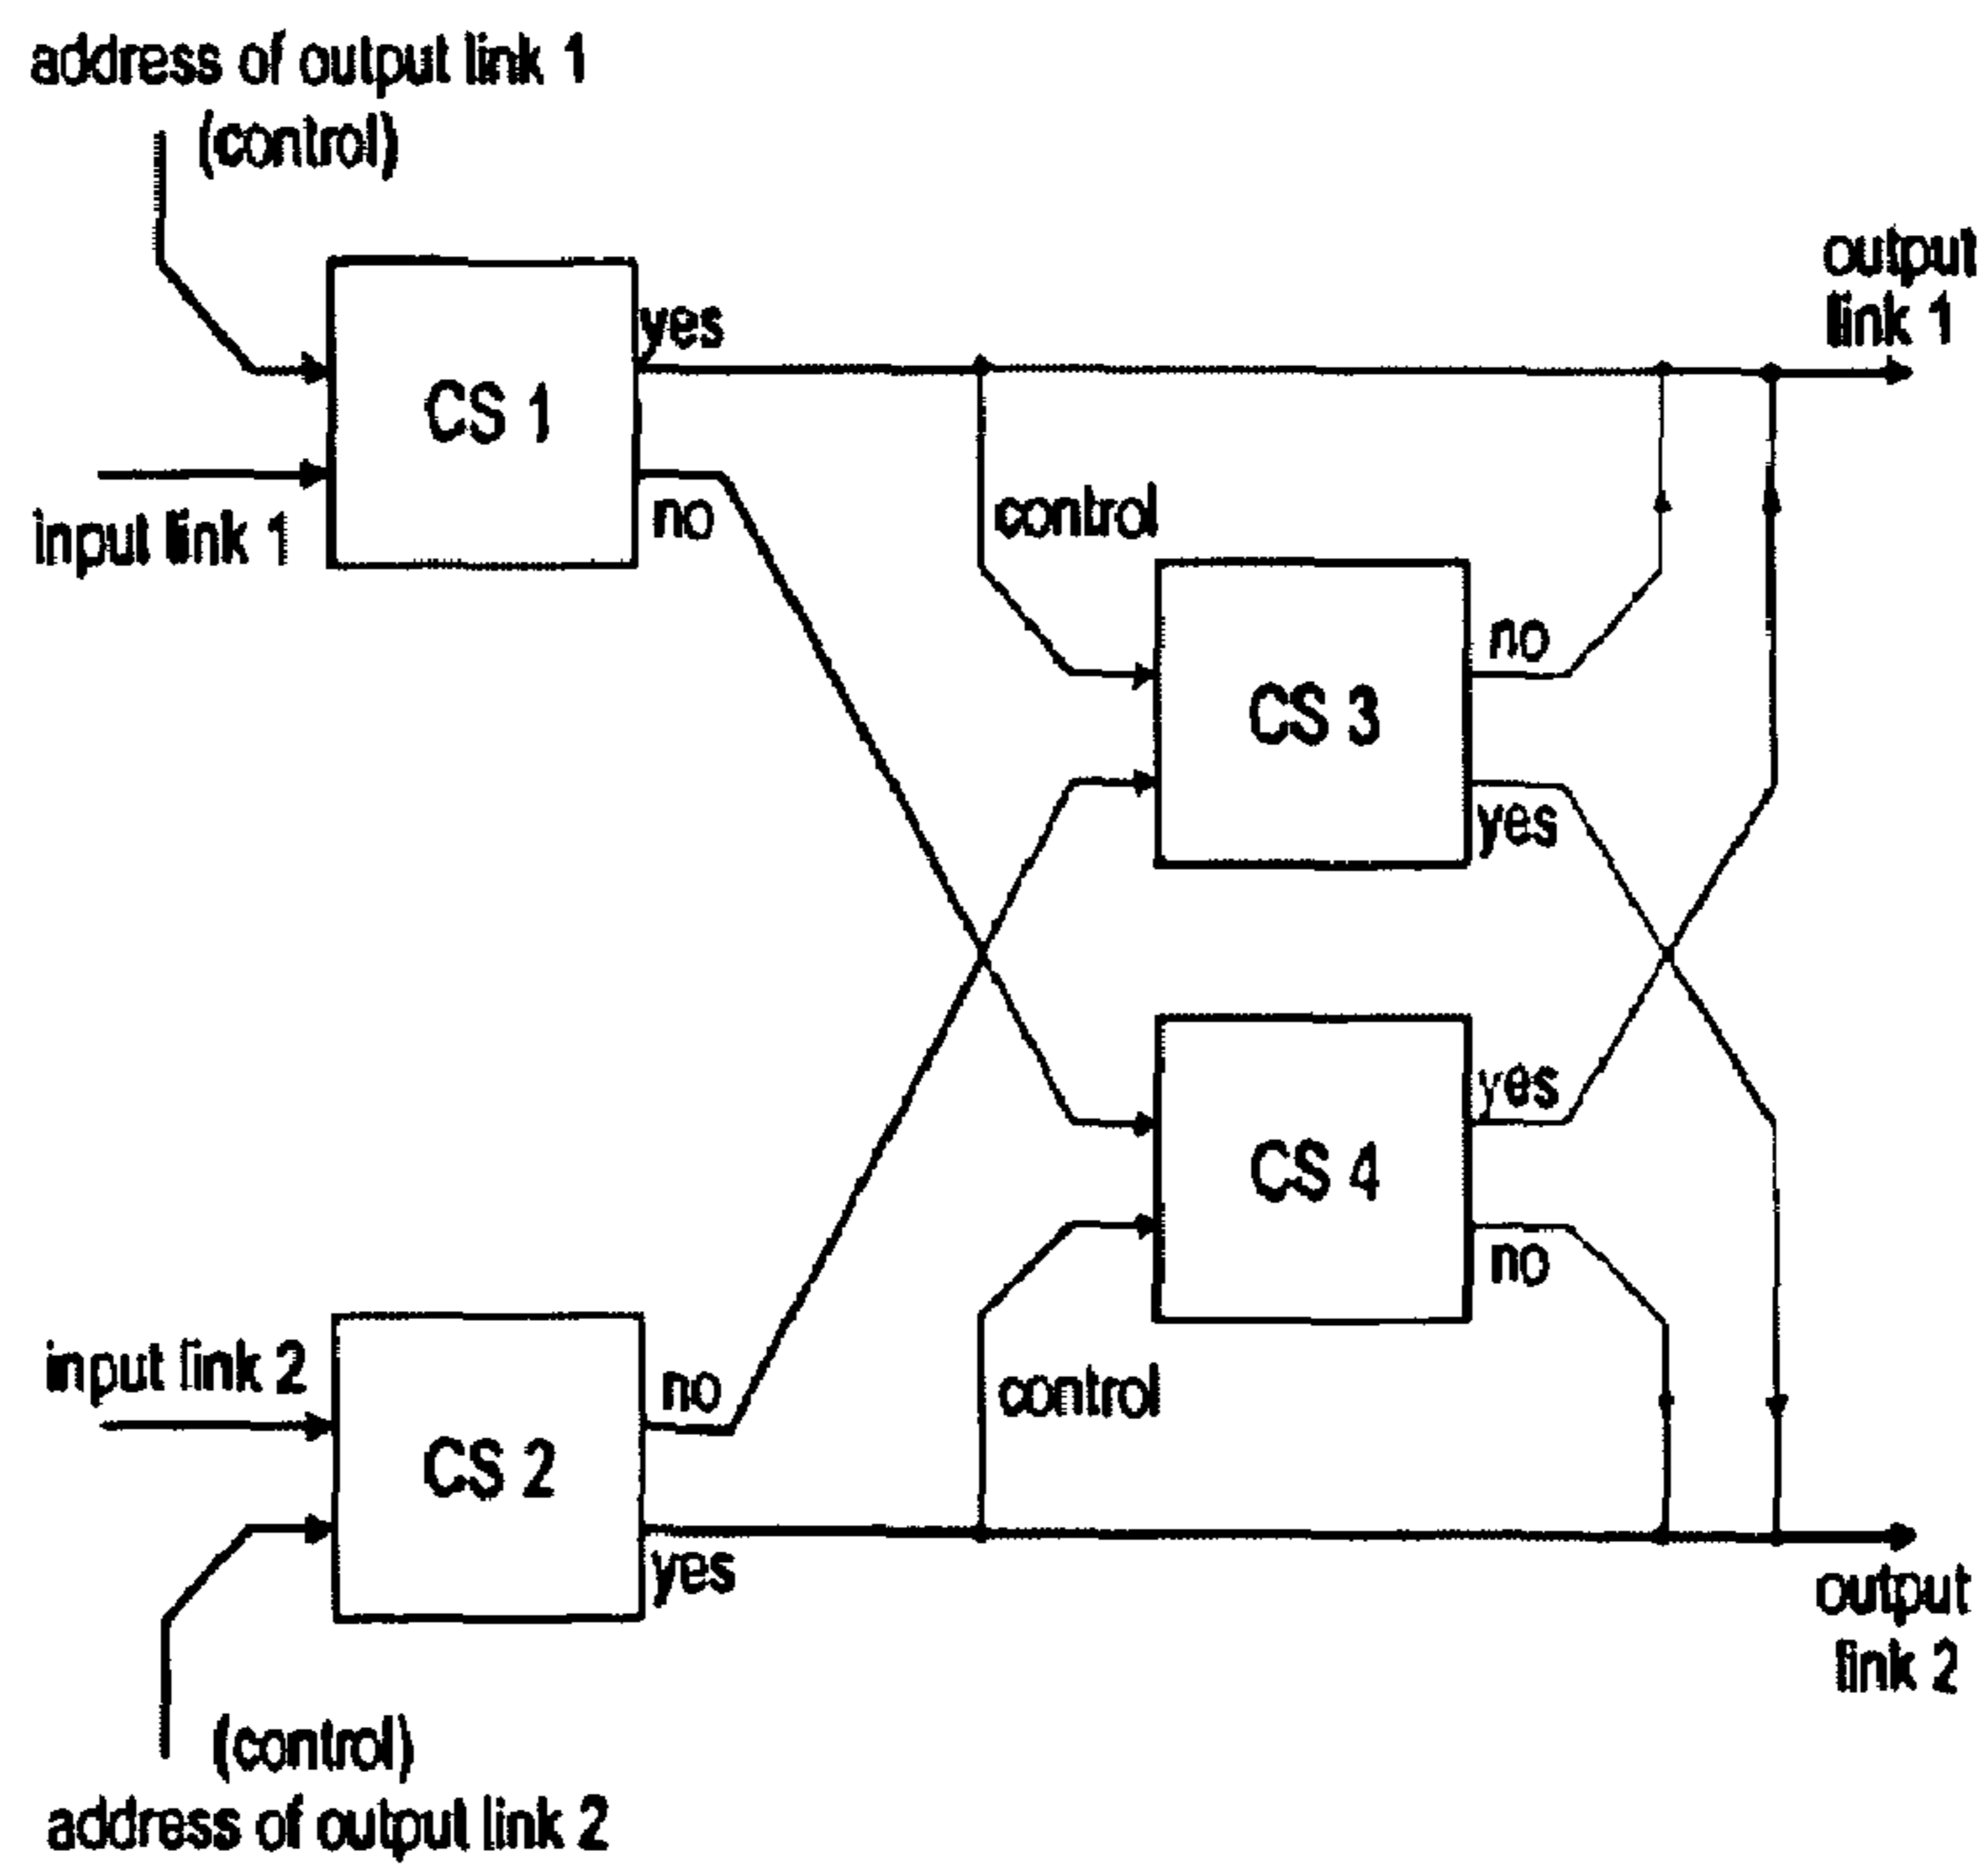 address of output link 1
(control)
output
link 1
yes
CS 1
input link 1
no
control
no
CS 3
yes
yes
CS 4
no
input link 2
no
control
CS 2
yes
output
link 2
(control)
address of output link 2